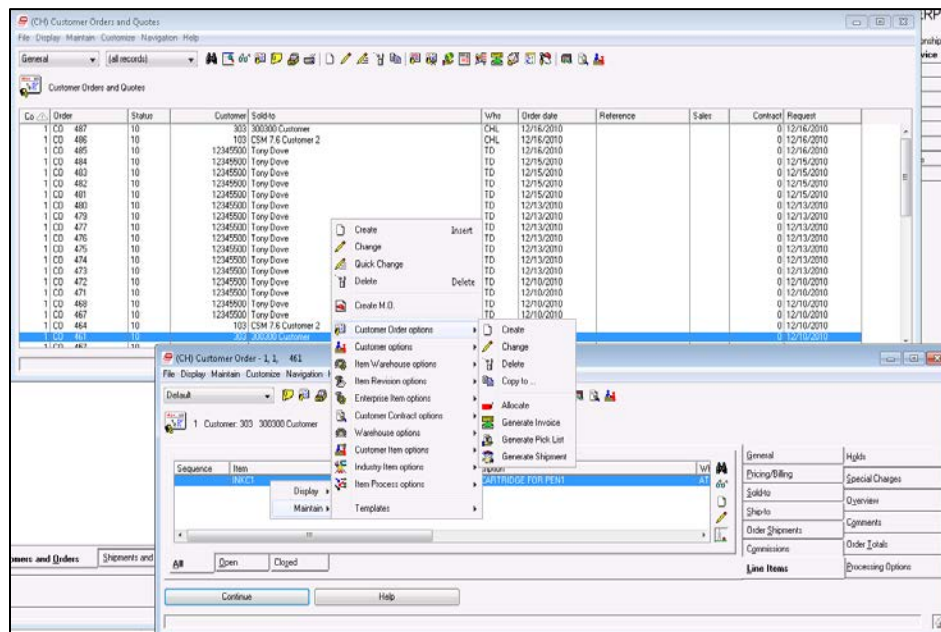 (CH) Customer Orders and Quotes
File Display Maintain Customize Navigation Help
General (all records)
Customer Orders and Quotes
Co Order Status Customer Sold-to Whs Order date Reference Sales Contract Request
1 CO 487 10 303 300300 Customer CHL 12/16/2010 0 12/16/2010
1 CO 486 10 103 CSM 7.6 Customer 2 CHL 12/16/2010 0 12/16/2010
1 CO 485 10 12345500 Tony Dove TD 12/16/2010 0 12/16/2010
1 CO 484 10 12345500 Tony Dove TD 12/15/2010 0 12/15/2010
1 CO 483 10 12345500 Tony Dove TD 12/15/2010 0 12/15/2010
1 CO 482 10 12345500 Tony Dove TD 12/15/2010 0 12/15/2010
1 CO 481 10 12345500 Tony Dove TD 12/15/2010 0 12/15/2010
1 CO 480 10 12345500 Tony Dove TD 12/13/2010 0 12/13/2010
1 CO 479 10 12345500 Tony Dove TD 12/13/2010 0 12/13/2010
1 CO 477 10 12345500 Tony Dove TD 12/13/2010 0 12/13/2010
1 CO 476 10 12345500 Tony Dove TD 12/13/2010 0 12/13/2010
1 CO 475 10 12345500 Tony Dove TD 12/13/2010 0 12/13/2010
1 CO 474 10 12345500 Tony Dove TD 12/13/2010 0 12/13/2010
1 CO 473 10 12345500 Tony Dove TD 12/13/2010 0 12/13/2010
1 CO 472 10 12345500 Tony Dove TD 12/10/2010 0 12/10/2010
1 CO 471 10 12345500 Tony Dove TD 12/10/2010 0 12/10/2010
1 CO 468 10 12345500 Tony Dove TD 12/10/2010 0 12/10/2010
1 CO 467 10 12345500 Tony Dove TD 12/10/2010 0 12/10/2010
1 CO 464 10 103 CSM 7.6 Customer 2 0 12/10/2010
1 CO 461 10 303 300300 Customer 0 12/10/2010
Create Insert
Change
Quick Change
Delete Delete
Create M.O.
Customer Order options
Customer options
Item Warehouse options
Item Revision options
Enterprise Item options
Customer Contract options
Warehouse options
Customer Item options
Industry Item options
Item Process options
Templates
Create
Change
Delete
Copy to ...
Allocate
Generate Invoice
Generate Pick List
Generate Shipment
(CH) Customer Order - 1, 1, 461
File Display Maintain Customize Navigation
Default
1 Customer: 303 300300 Customer
Sequence Item
INKC1 CARTRIDGE FOR PEN1 AT
Display
Maintain
All Open Closed
General
Pricing/Billing
Sold-to
Ship-to
Order Shipments
Commissions
Line Items
Holds
Special Charges
Overview
Comments
Order Totals
Processing Options
Continue Help
and Orders Shipments and